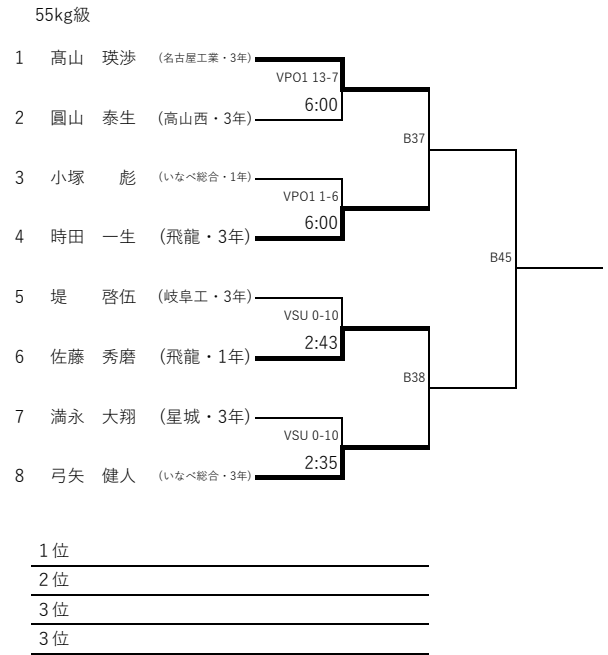 55kg級
1 髙山 瑛渉 (名古屋工業・3年)
VPO1 13-7
6:00
2 圓山 泰生 (高山西・3年)
B37
3 小塚 彪 (いなべ総合・1年)
VPO1 1-6
6:00
4 時田 一生 (飛龍・3年)
B45
5 堤 啓伍 (岐阜工・3年)
VSU 0-10
2:43
6 佐藤 秀磨 (飛龍・1年)
B38
7 満永 大翔 (星城・3年)
VSU 0-10
2:35
8 弓矢 健人 (いなべ総合・3年)
1位
2位
3位
3位